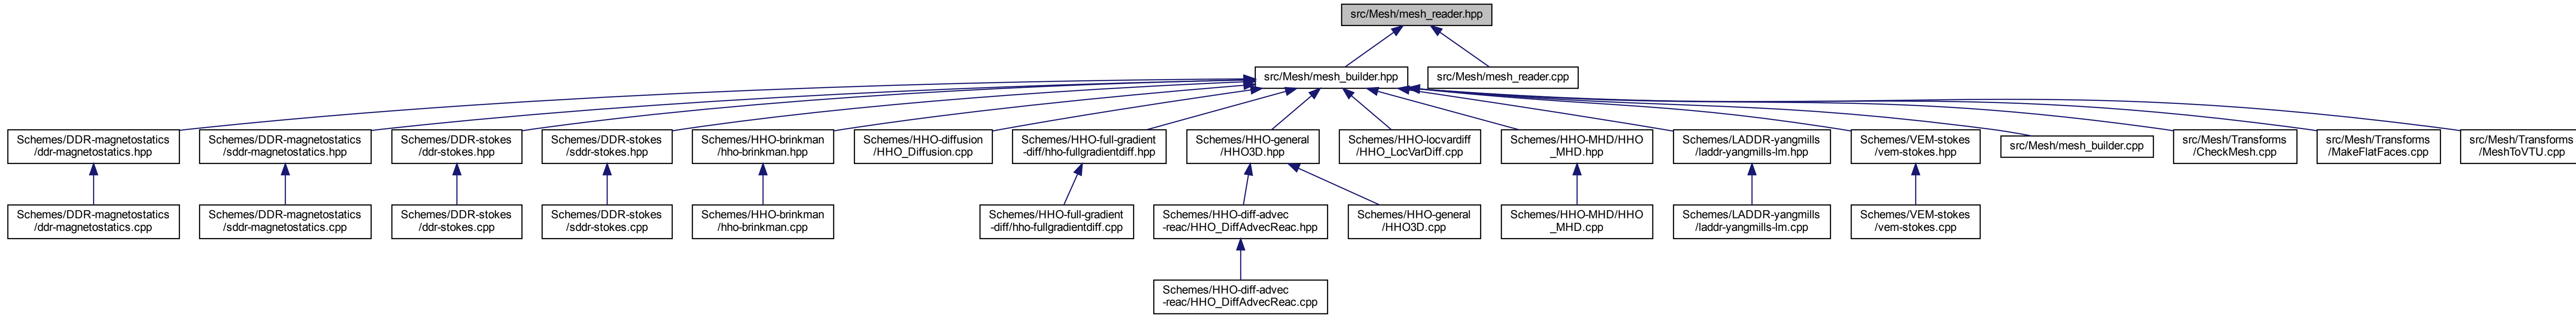 src/Mesh/mesh_reader.hpp
src/Mesh/mesh_builder.hpp
src/Mesh/mesh_reader.cpp
Schemes/DDR-magnetostatics
/ddr-magnetostatics.hpp
Schemes/DDR-magnetostatics
/sddr-magnetostatics.hpp
Schemes/DDR-stokes
/ddr-stokes.hpp
Schemes/DDR-stokes
/sddr-stokes.hpp
Schemes/HHO-brinkman
/hho-brinkman.hpp
Schemes/HHO-diffusion
/HHO_Diffusion.cpp
Schemes/HHO-full-gradient
-diff/hho-fullgradientdiff.hpp
Schemes/HHO-general
/HHO3D.hpp
Schemes/HHO-locvardiff
/HHO_LocVarDiff.cpp
Schemes/HHO-MHD/HHO
_MHD.hpp
Schemes/LADDR-yangmills
/laddr-yangmills-lm.hpp
Schemes/VEM-stokes
/vem-stokes.hpp
src/Mesh/mesh_builder.cpp
src/Mesh/Transforms
/CheckMesh.cpp
src/Mesh/Transforms
/MakeFlatFaces.cpp
src/Mesh/Transforms
/MeshToVTU.cpp
Schemes/DDR-magnetostatics
/ddr-magnetostatics.cpp
Schemes/DDR-magnetostatics
/sddr-magnetostatics.cpp
Schemes/DDR-stokes
/ddr-stokes.cpp
Schemes/DDR-stokes
/sddr-stokes.cpp
Schemes/HHO-brinkman
/hho-brinkman.cpp
Schemes/HHO-full-gradient
-diff/hho-fullgradientdiff.cpp
Schemes/HHO-diff-advec
-reac/HHO_DiffAdvecReac.hpp
Schemes/HHO-general
/HHO3D.cpp
Schemes/HHO-MHD/HHO
_MHD.cpp
Schemes/LADDR-yangmills
/laddr-yangmills-lm.cpp
Schemes/VEM-stokes
/vem-stokes.cpp
Schemes/HHO-diff-advec
-reac/HHO_DiffAdvecReac.cpp